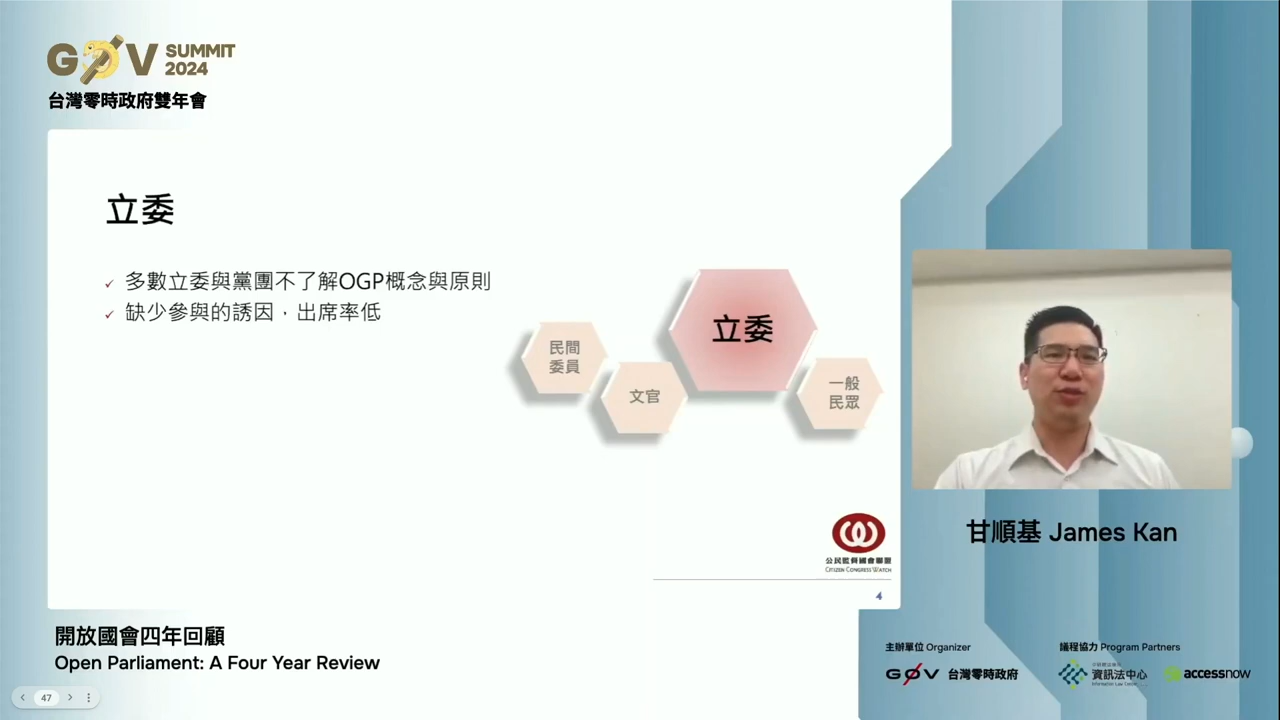 G0V SUMMIT 2024
台灣零時政府雙年會
立委
多數立委與黨團不了解OGP概念與原則
缺少參與的誘因，出席率低
民間
委員
文官
立委
一般
民眾
公民監督國會聯盟
CITIZEN CONGRESS WATCH
4
甘順基 James Kan
開放國會四年回顧
Open Parliament: A Four Year Review
47
主辦單位 Organizer
G0V 台灣零時政府
議程協力 Program Partners
資訊法中心
Information Law Center
accessnow